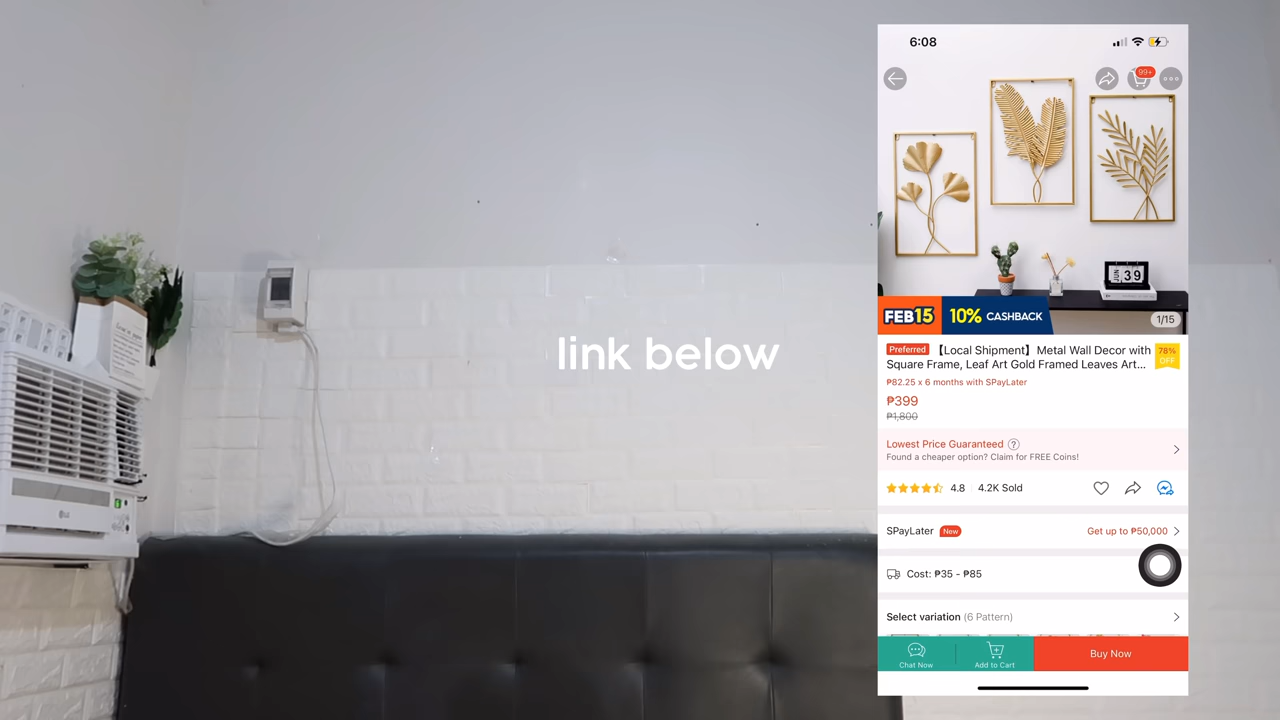 link below
6:08
99+
JUN 39
FEB15 10% CASHBACK
1/15
Preferred 【Local Shipment】 Metal Wall Decor with
Square Frame, Leaf Art Gold Framed Leaves Art...
78%
OFF
₱82.25 x 6 months with SPayLater
₱399
₱1,800
Lowest Price Guaranteed ?
Found a cheaper option? Claim for FREE Coins!
4.8 4.2K Sold
SPayLater New Get up to ₱50,000
Cost: ₱35 - ₱85
Select variation (6 Pattern)
Chat Now Add to Cart Buy Now
LG